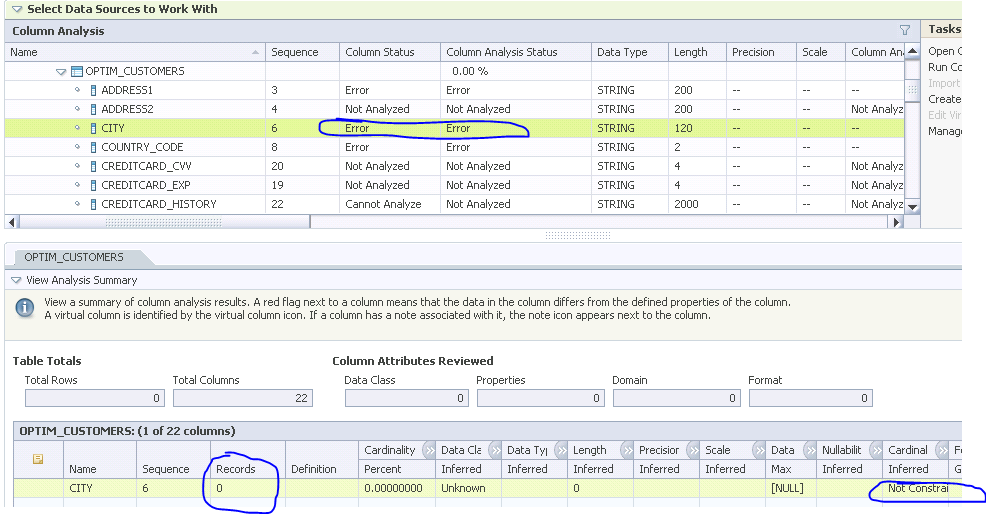 Select Data Sources to Work With
Column Analysis
Tasks
Name Sequence Column Status Column Analysis Status Data Type Length Precision Scale Column An
OPTIM_CUSTOMERS 0.00 %
ADDRESS1 3 Error Error STRING 200 -- -- --
ADDRESS2 4 Not Analyzed Not Analyzed STRING 200 -- -- Not Analyz
CITY 6 Error Error STRING 120 -- -- --
COUNTRY_CODE 8 Error Error STRING 2 -- -- --
CREDITCARD_CVV 20 Not Analyzed Not Analyzed STRING 4 -- -- Not Analyz
CREDITCARD_EXP 19 Not Analyzed Not Analyzed STRING 4 -- -- Not Analyz
CREDITCARD_HISTORY 22 Cannot Analyze Not Analyzed STRING 2000 -- -- Not Analyz
Open
Run Co
Import
Create
Edit Vir
Manag
OPTIM_CUSTOMERS
View Analysis Summary
View a summary of column analysis results. A red flag next to a column means that the data in the column differs from the defined properties of the column.
A virtual column is identified by the virtual column icon. If a column has a note associated with it, the note icon appears next to the column.
Table Totals Column Attributes Reviewed
Total Rows Total Columns Data Class Properties Domain Format
0 22 0 0 0 0
OPTIM_CUSTOMERS: (1 of 22 columns)
Cardinality Data Cla Data Typ Length Precision Scale Data Nullabilit Cardinal
Name Sequence Records Definition Percent Inferred Inferred Inferred Inferred Inferred Max Inferred Inferred
CITY 6 0 0.00000000 Unknown 0 [NULL] Not Constrai